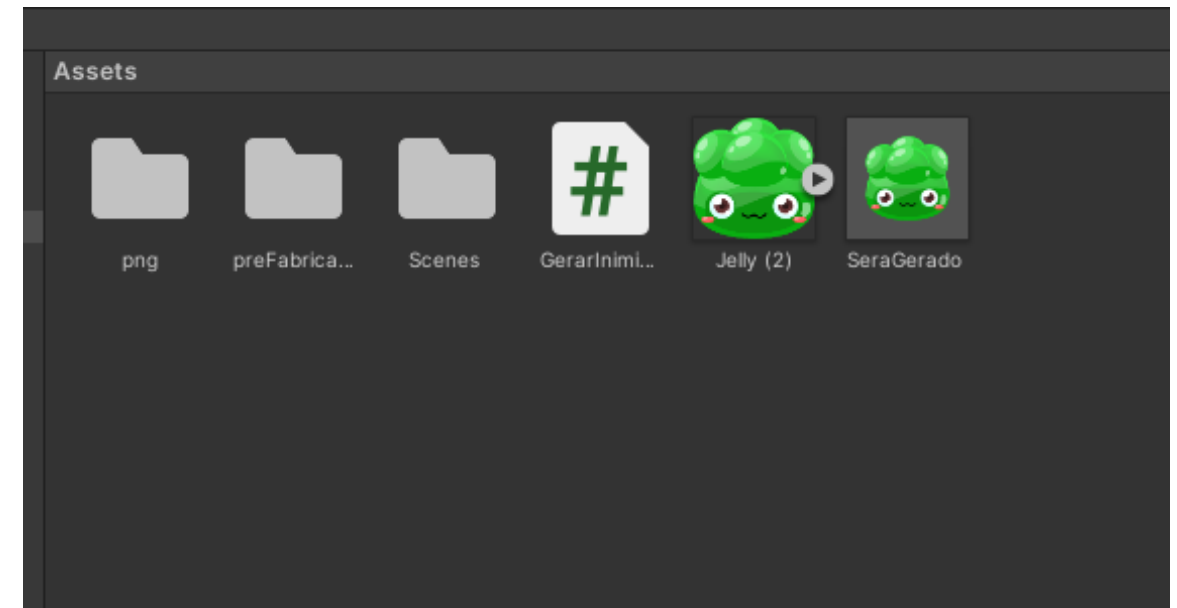 Assets
png
preFabrica...
Scenes
GerarInimi...
Jelly (2)
SeraGerado